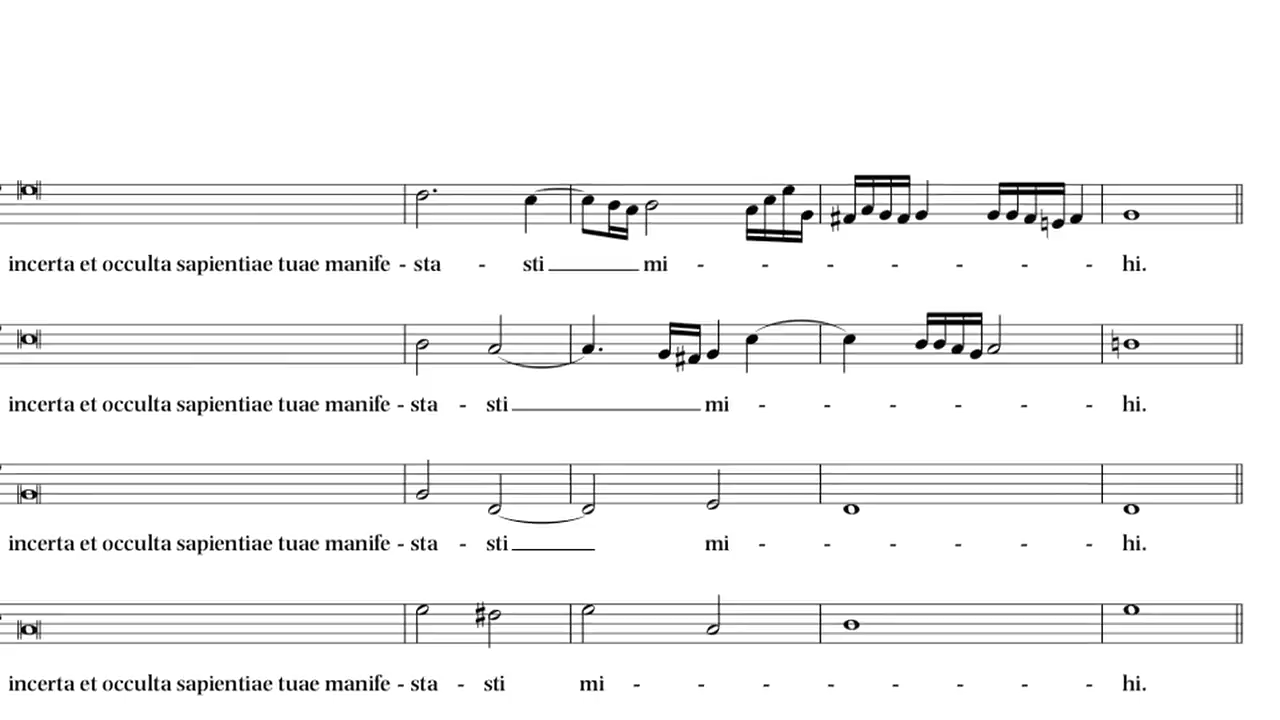 incerta et occulta sapientiae tuae manife - sta - sti mi - - - - - - - hi.
incerta et occulta sapientiae tuae manife - sta - sti mi - - - - - - hi.
incerta et occulta sapientiae tuae manife - sta - sti mi - - - - - - hi.
incerta et occulta sapientiae tuae manife - sta - sti mi - - - - - - - - hi.